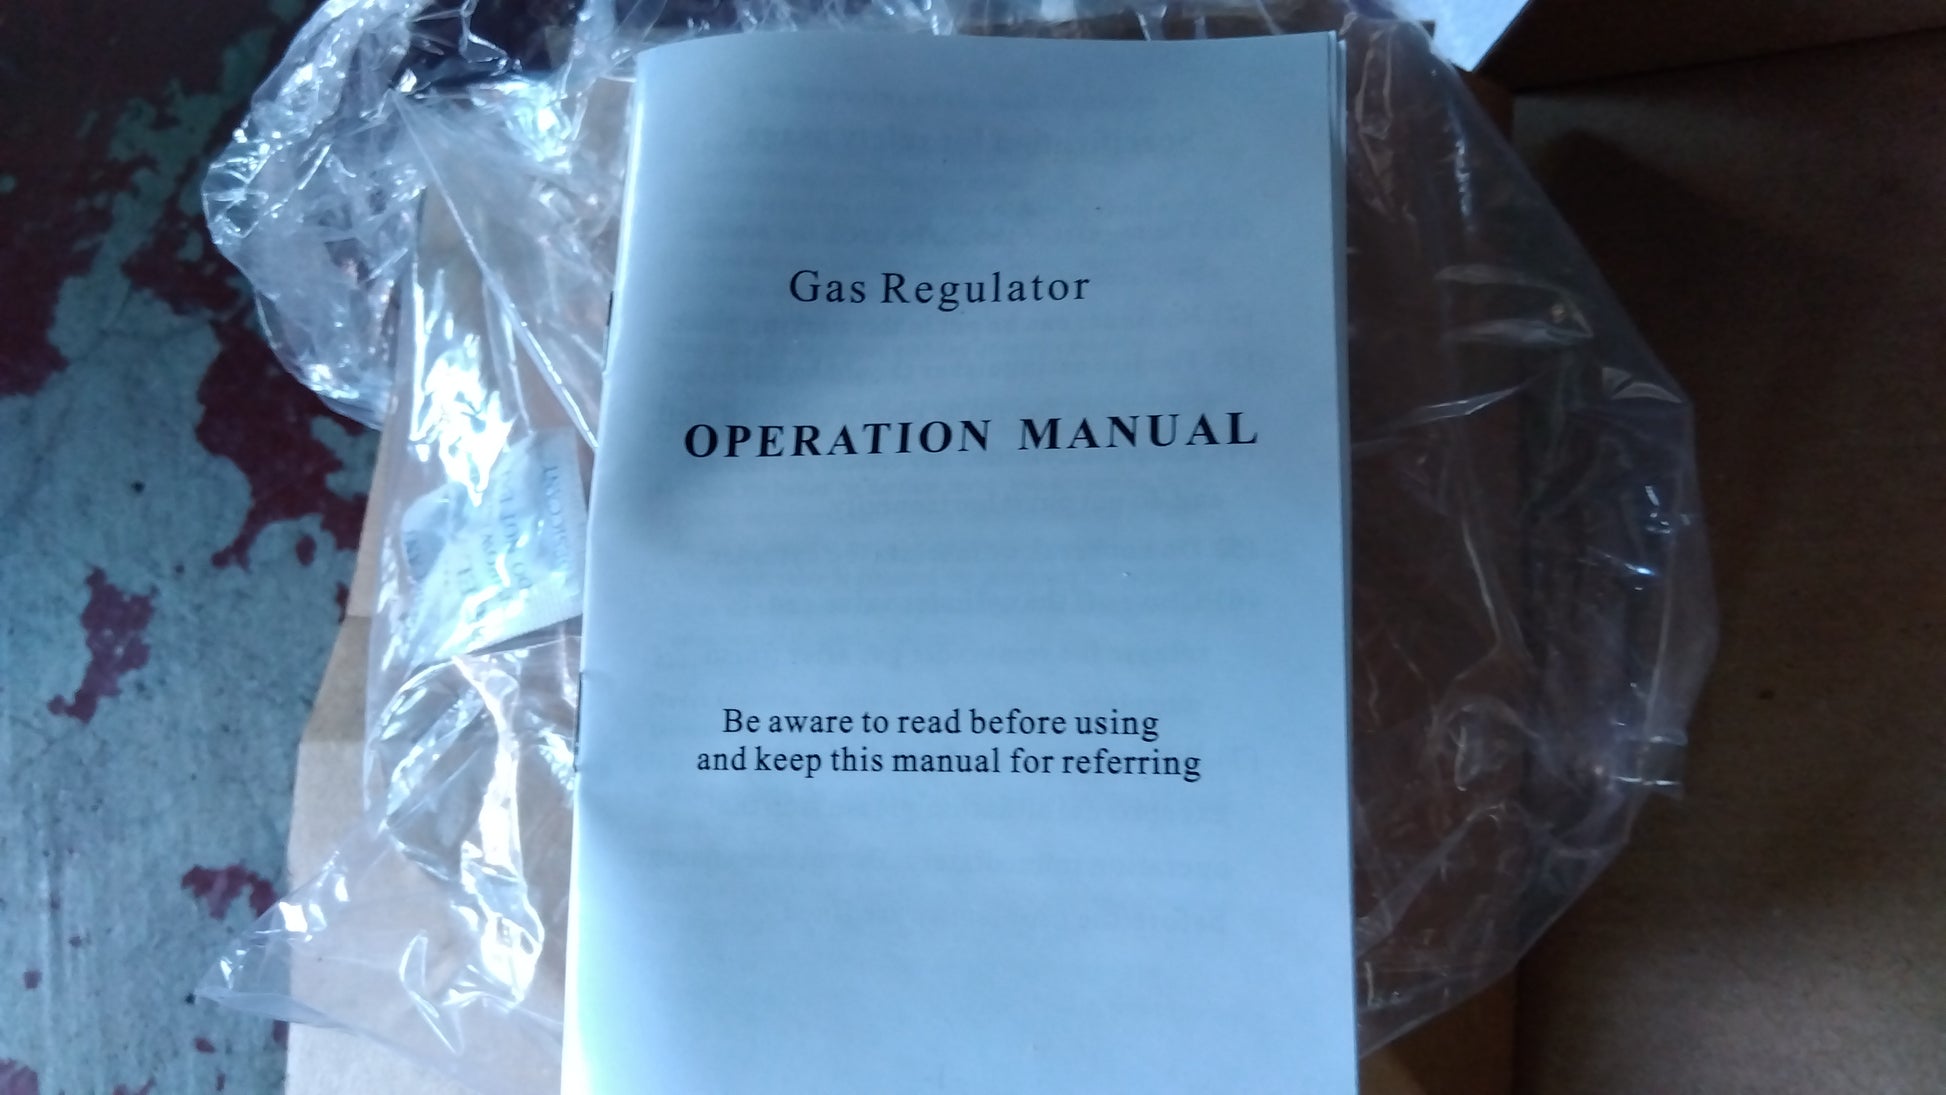 Gas Regulator
OPERATION MANUAL
Be aware to read before using
and keep this manual for referring